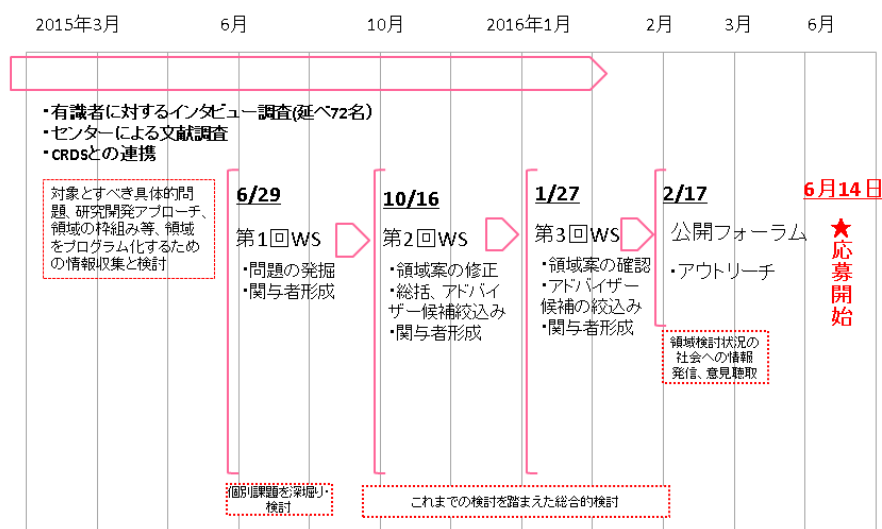 2015年3月
6月
10月
2016年1月
2月
3月
6月
・有識者に対するインタビュー調査(延べ72名)
・センターによる文献調査
・CRDSとの連携
対象とすべき具体的問
題、研究開発アプローチ、
領域の枠組み等、領域
をプログラム化するため
の情報収集と検討
6/29
第1回WS
・問題の発掘
・関与者形成
10/16
第2回WS
・領域案の修正
・総括、アドバイ
ザー候補絞込み
・関与者形成
1/27
第3回WS
・領域案の確認
・アドバイザー
候補の絞込み
・関与者形成
2/17
公開フォーラム
・アウトリーチ
領域検討状況の
社会への情報
発信、意見聴取
6月14日
★応募開始
個別課題を深堀り・
検討
これまでの検討を踏まえた総合的検討